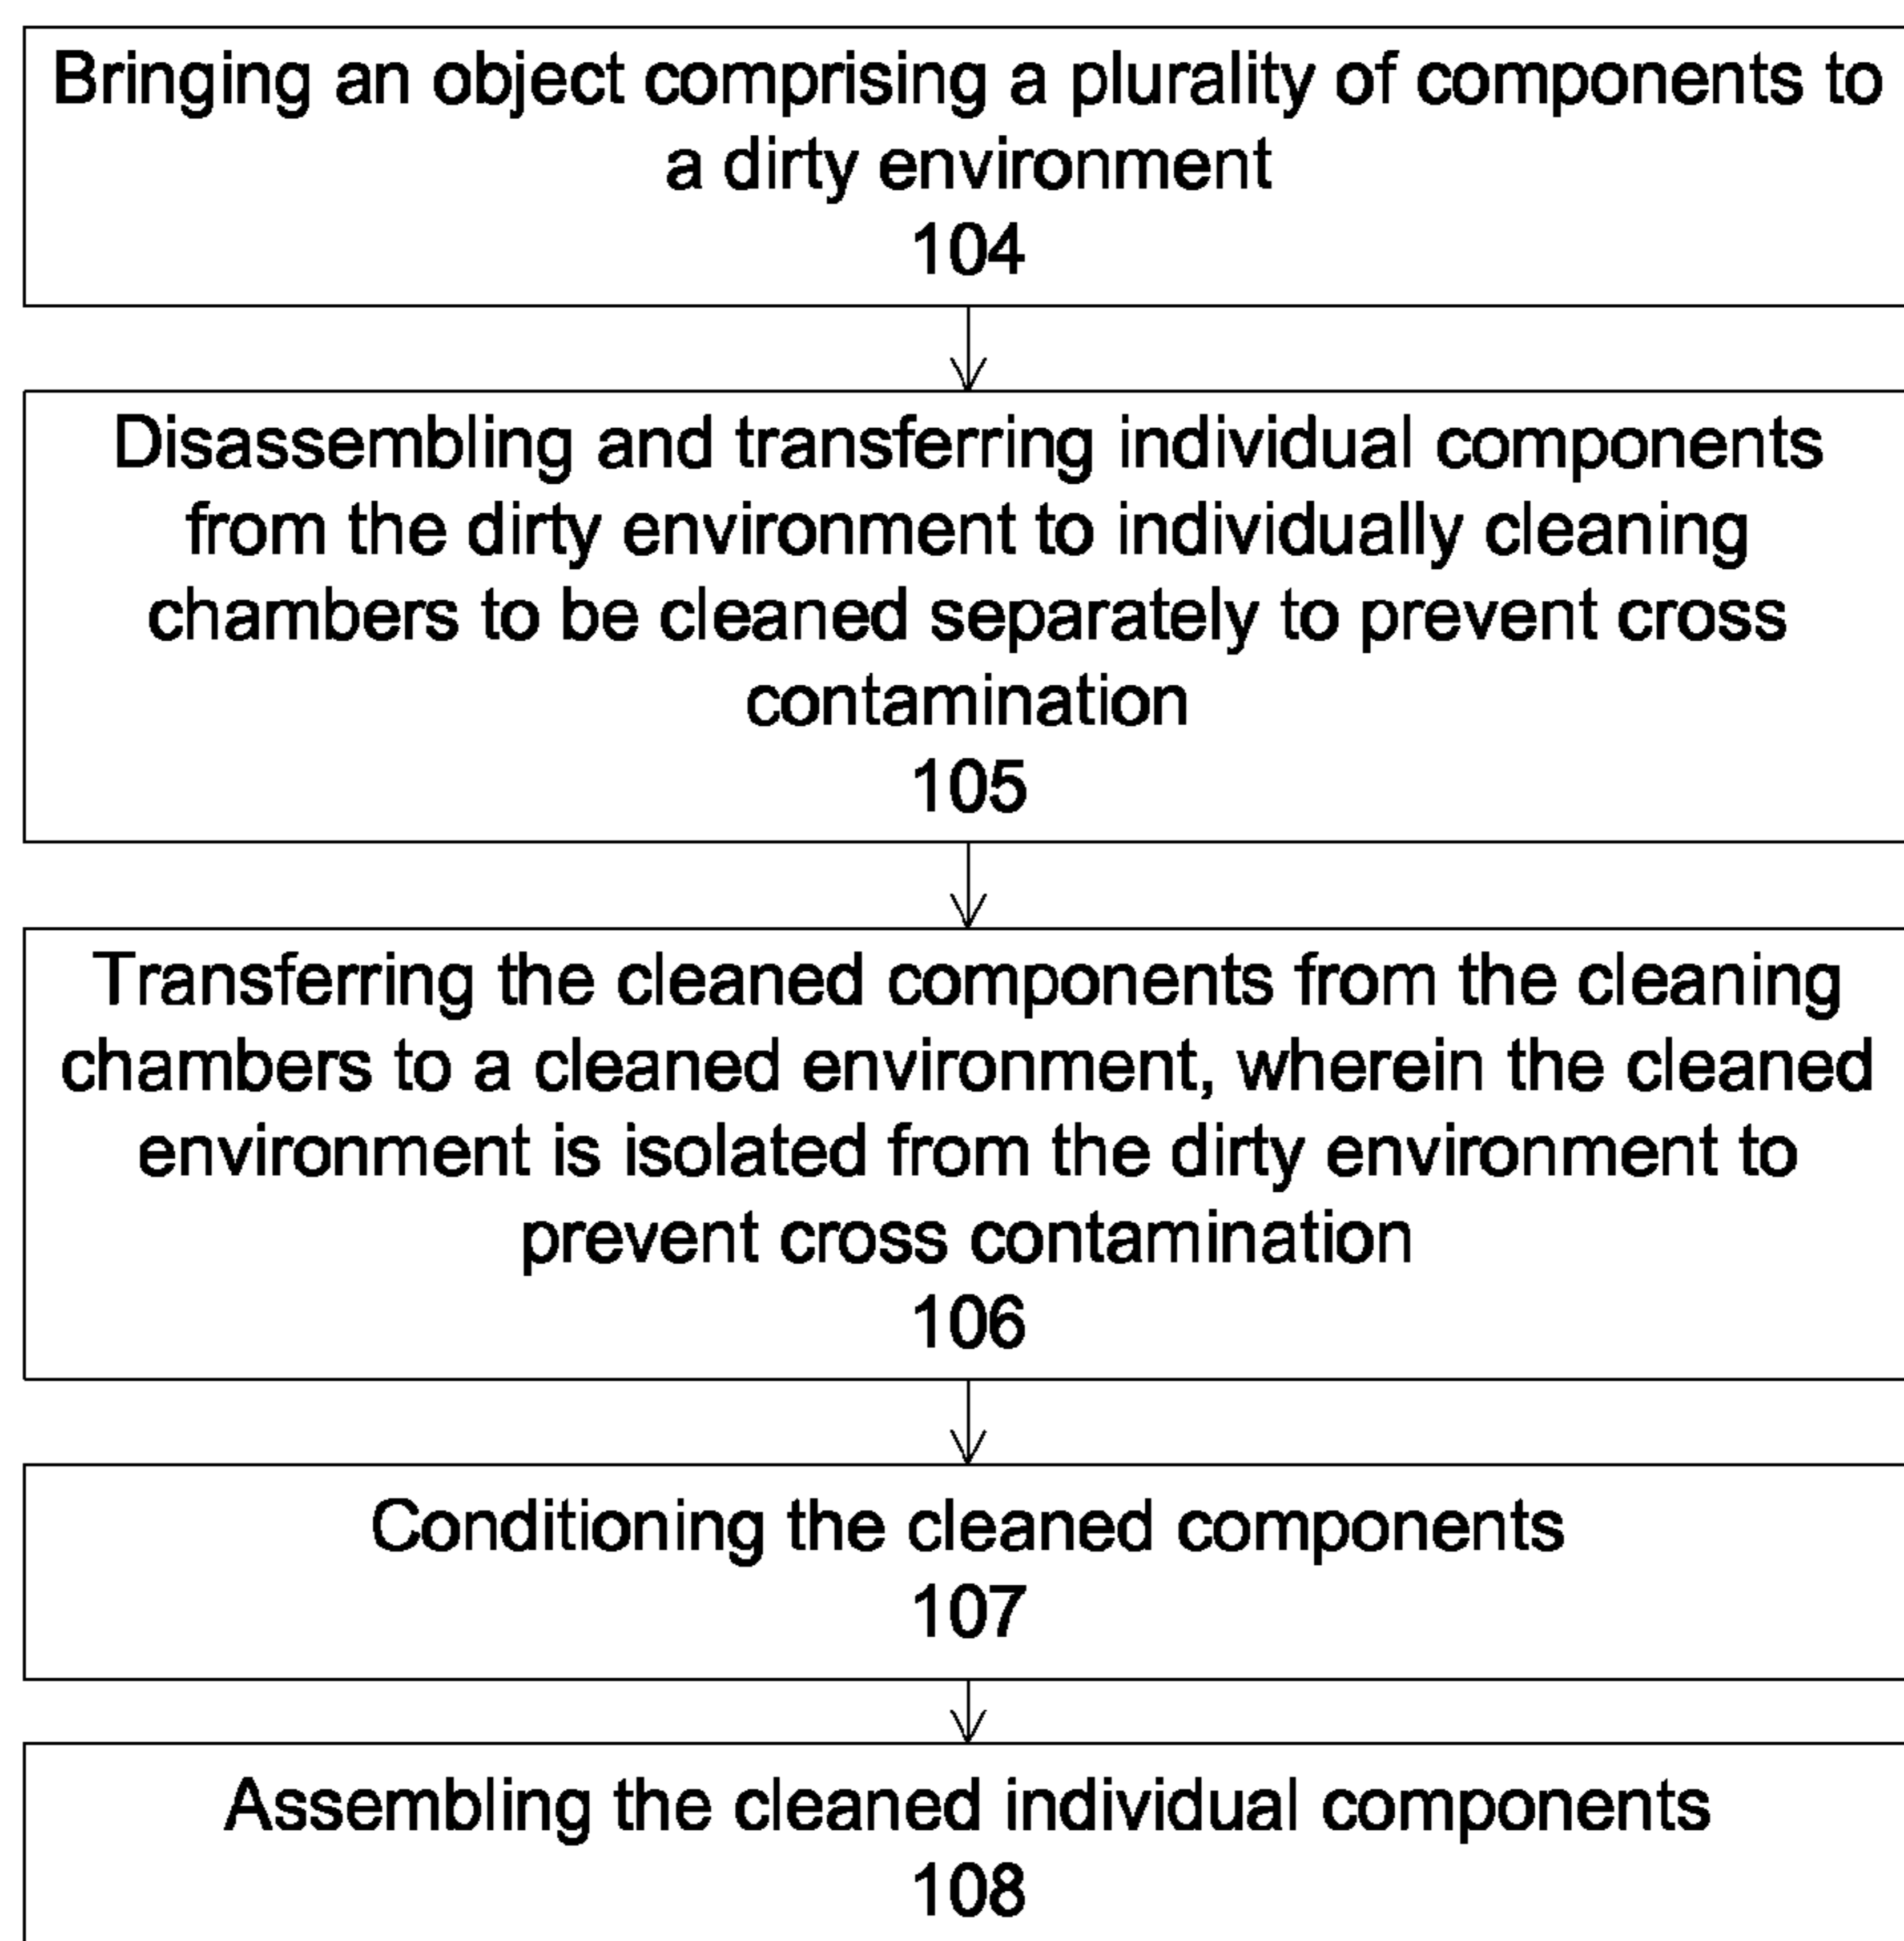 Bringing an object comprising a plurality of components to
a dirty environment
104
Disassembling and transferring individual components
from the dirty environment to individually cleaning
chambers to be cleaned separately to prevent cross
contamination
105
Transferring the cleaned components from the cleaning
chambers to a cleaned environment, wherein the cleaned
environment is isolated from the dirty environment to
prevent cross contamination
106
Conditioning the cleaned components
107
Assembling the cleaned individual components
108